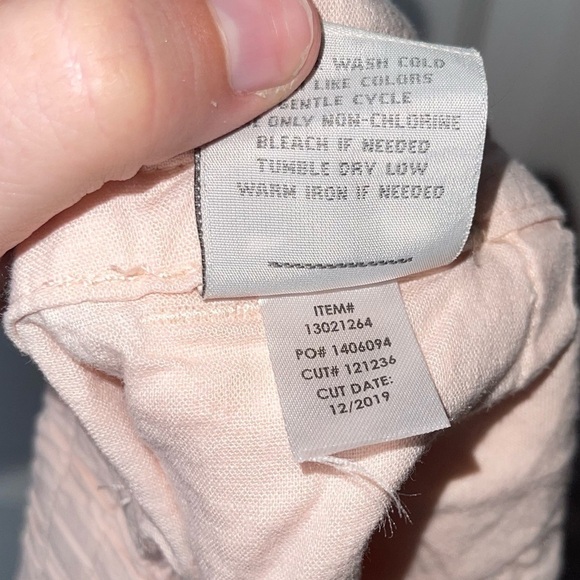 WASH COLD
LIKE COLORS
GENTLE CYCLE
ONLY NON-CHLORINE
BLEACH IF NEEDED
TUMBLE DRY LOW
WARM IRON IF NEEDED
ITEM#
13021264
PO# 1406094
CUT# 121236
CUT DATE:
12/2019